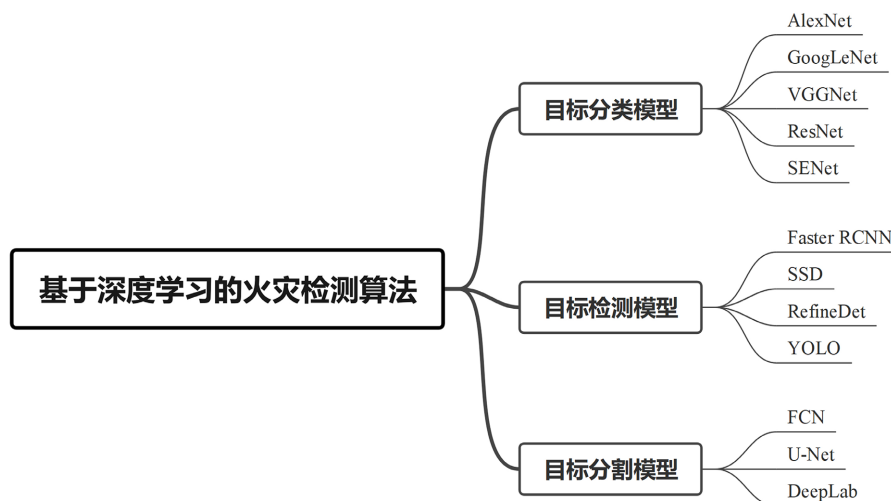 基于深度学习的火灾检测算法
目标分类模型
AlexNet
GoogLeNet
VGGNet
ResNet
SENet
目标检测模型
Faster RCNN
SSD
RefineDet
YOLO
目标分割模型
FCN
U-Net
DeepLab